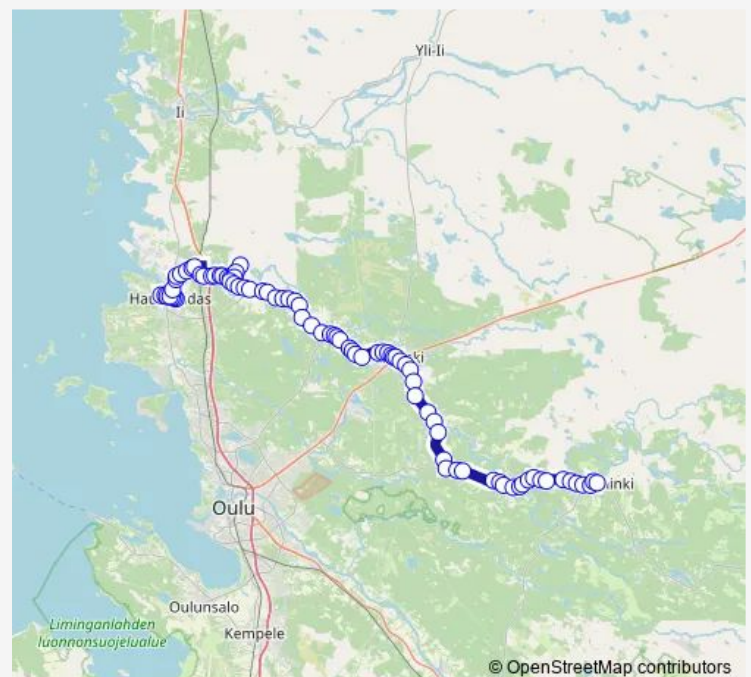 Yli-Ii
Ii
Oulu
Oulunsalo
Kempele
Liminganlahden
luonnonsuojelualue
© OpenStreetMap contributors